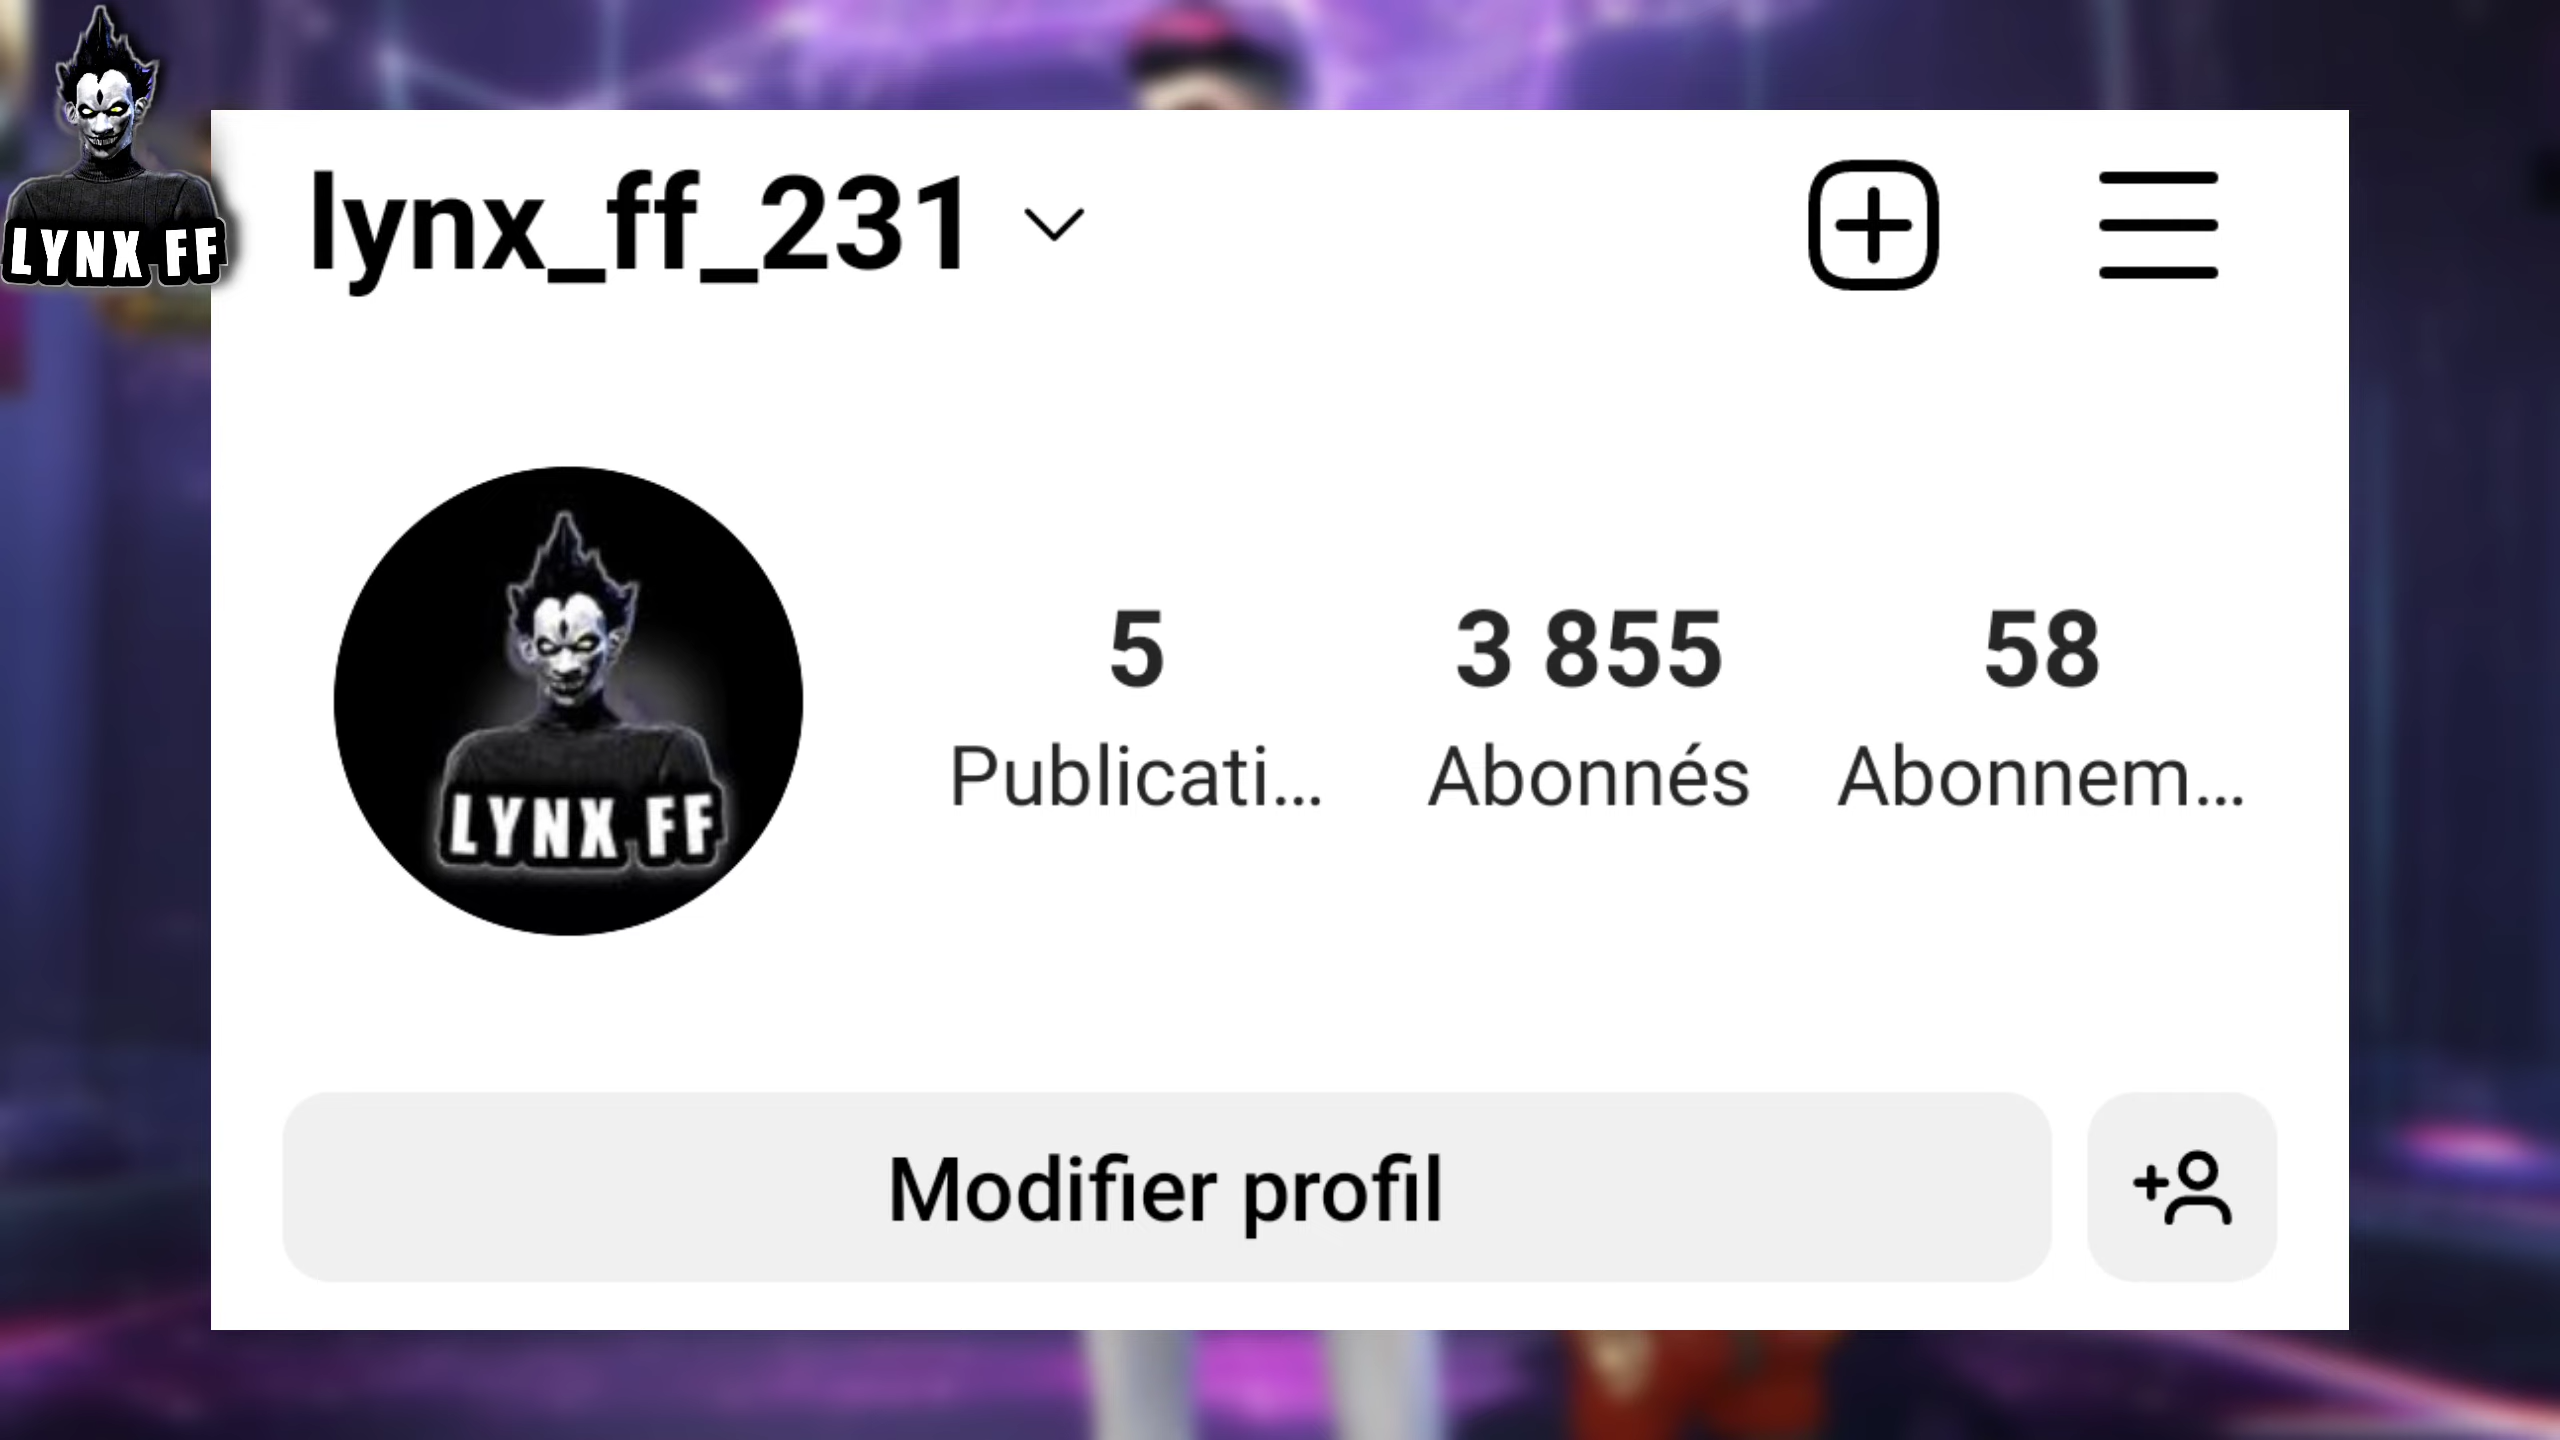 LYNX FF
lynx_ff_231
LYNX FF
5
Publicati...
3 855
Abonnés
58
Abonnem...
Modifier profil